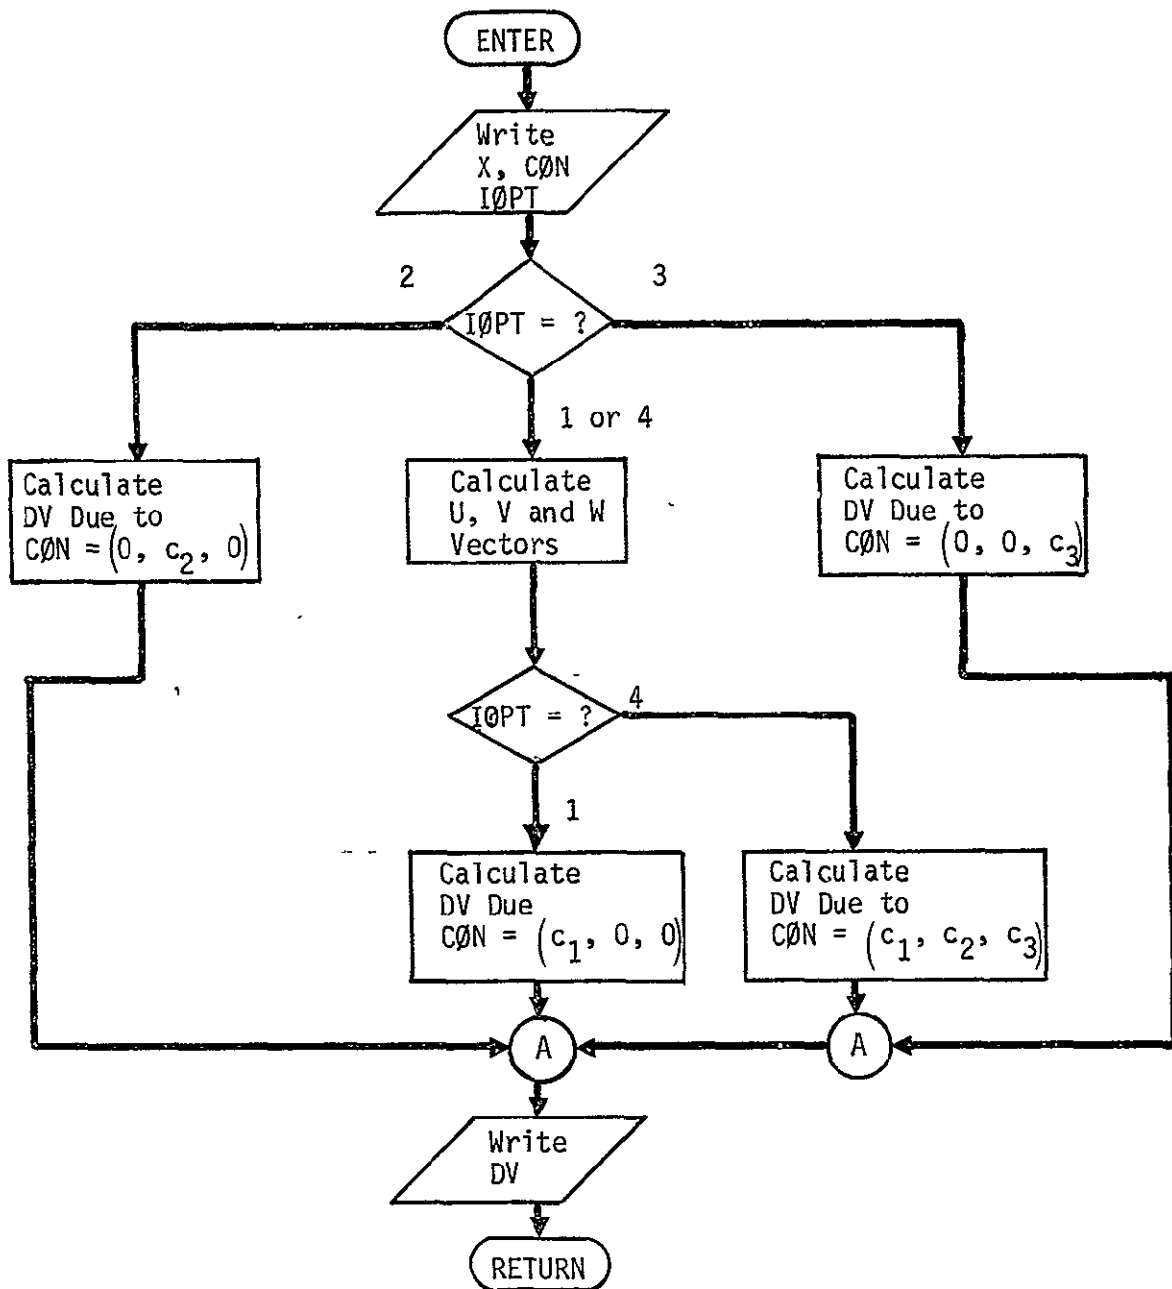 ENTER
Write
X, CØN
IØPT
2
3
IØPT = ?
1 or 4
Calculate
DV Due to
CØN = (0, c₂, 0)
Calculate
U, V and W
Vectors
Calculate
DV Due to
CØN = (0, 0, c₃)
IØPT = ?
4
1
Calculate
DV Due
CØN = (c₁, 0, 0)
Calculate
DV Due to
CØN = (c₁, c₂, c₃)
A
A
Write
DV
RETURN